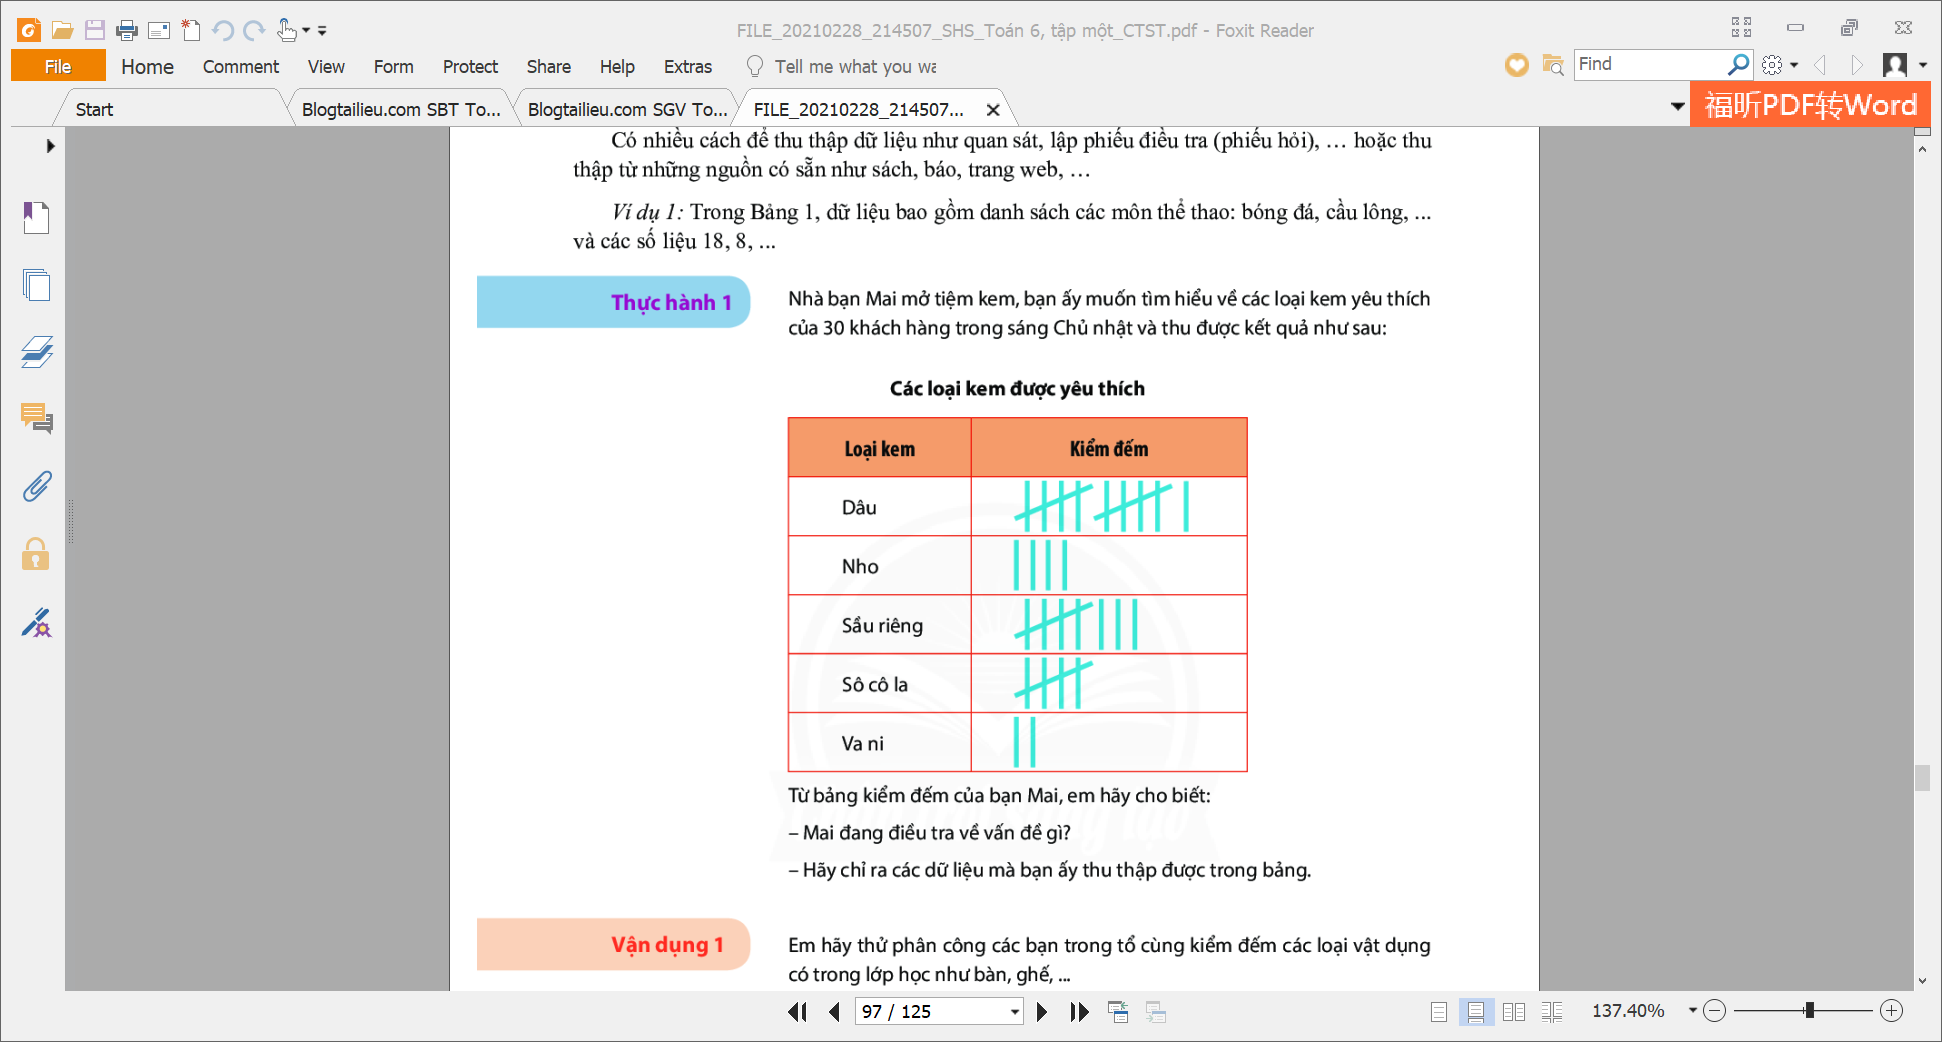 FILE_20210228_214507_SHS_Toán 6, tập một_CTST.pdf - Foxit Reader
File Home Comment View Form Protect Share Help Extras Tell me what you wa Find
Start Blogtailieu.com SBT To... Blogtailieu.com SGV To... FILE_20210228_214507... 福昕PDF转Word
Có nhiều cách để thu thập dữ liệu như quan sát, lập phiếu điều tra (phiếu hỏi), … hoặc thu
thập từ những nguồn có sẵn như sách, báo, trang web, …
Ví dụ 1: Trong Bảng 1, dữ liệu bao gồm danh sách các môn thể thao: bóng đá, cầu lông, ...
và các số liệu 18, 8, ...
Thực hành 1
Nhà bạn Mai mở tiệm kem, bạn ấy muốn tìm hiểu về các loại kem yêu thích
của 30 khách hàng trong sáng Chủ nhật và thu được kết quả như sau:
Các loại kem được yêu thích
Loại kem Kiểm đếm
Dâu
Nho
Sầu riêng
Sô cô la
Va ni
Từ bảng kiểm đếm của bạn Mai, em hãy cho biết:
– Mai đang điều tra về vấn đề gì?
– Hãy chỉ ra các dữ liệu mà bạn ấy thu thập được trong bảng.
Vận dụng 1
Em hãy thử phân công các bạn trong tổ cùng kiểm đếm các loại vật dụng
có trong lớp học như bàn, ghế, ...
97 / 125 137.40%